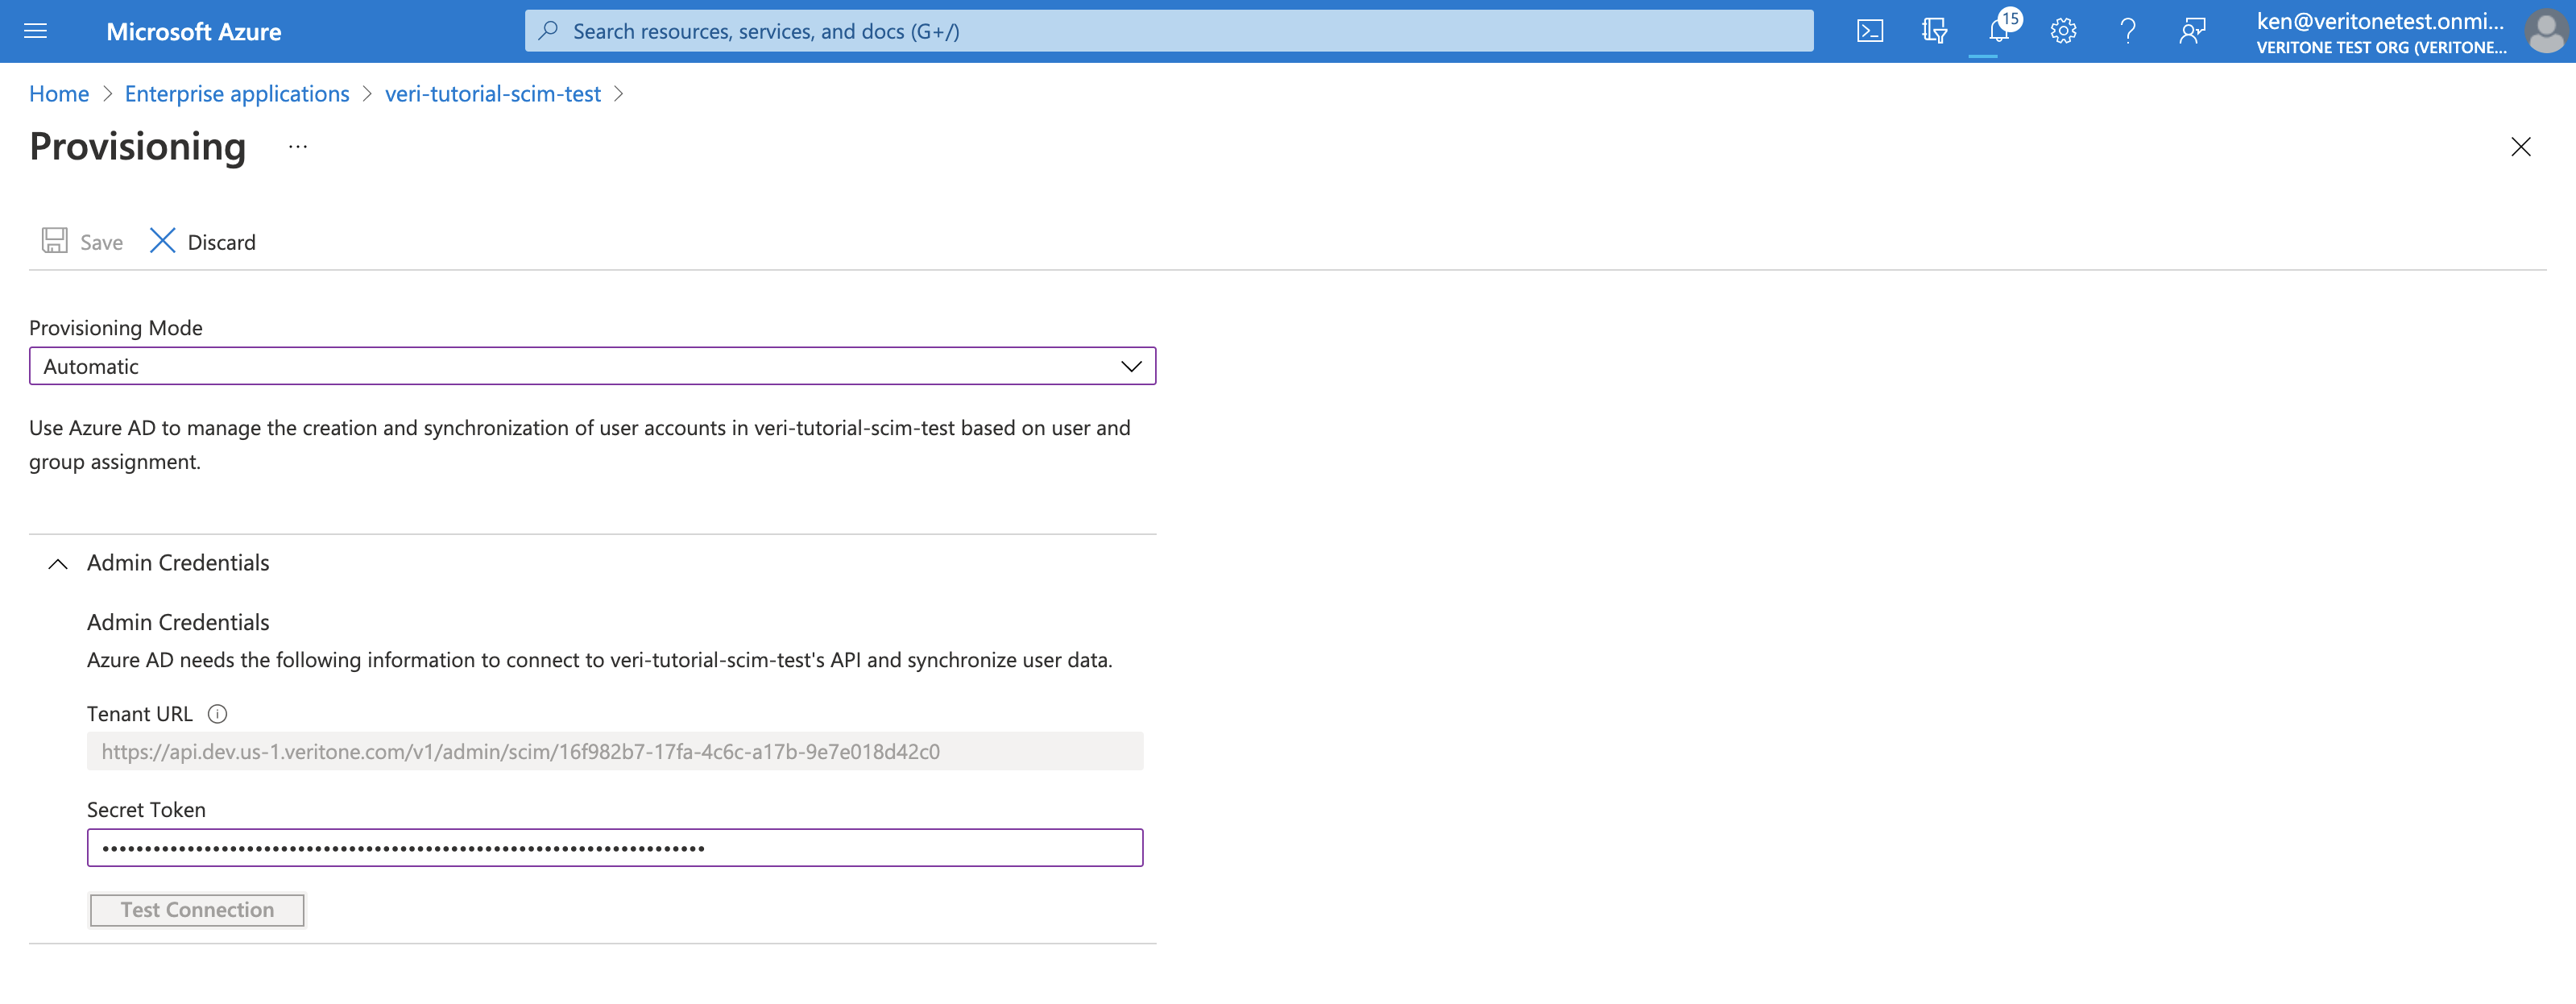 Microsoft Azure
Search resources, services, and docs (G+/)
15
ken@veritonetest.onmi...
VERITONE TEST ORG (VERITONE...
Home > Enterprise applications > veri-tutorial-scim-test >
Provisioning ...
Save Discard
Provisioning Mode
Automatic
Use Azure AD to manage the creation and synchronization of user accounts in veri-tutorial-scim-test based on user and
group assignment.
Admin Credentials
Admin Credentials
Azure AD needs the following information to connect to veri-tutorial-scim-test's API and synchronize user data.
Tenant URL
https://api.dev.us-1.veritone.com/v1/admin/scim/16f982b7-17fa-4c6c-a17b-9e7e018d42c0
Secret Token
Test Connection